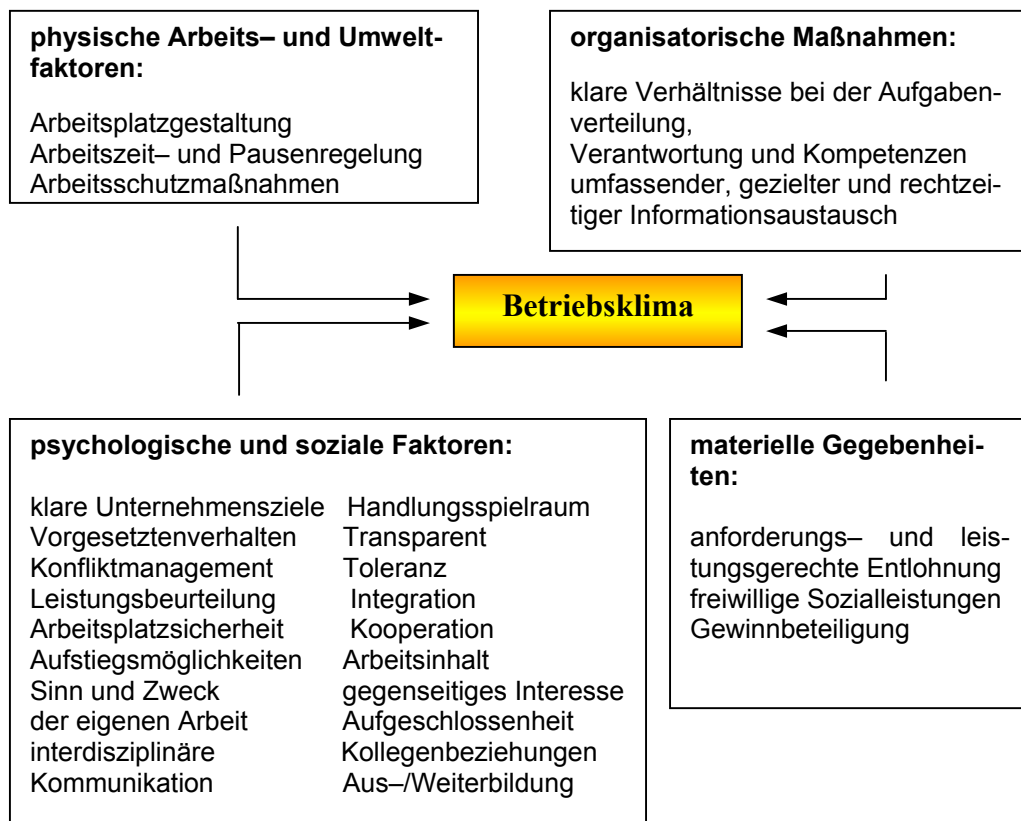 physische Arbeits– und Umwelt-
faktoren:
Arbeitsplatzgestaltung
Arbeitszeit– und Pausenregelung
Arbeitsschutzmaßnahmen
organisatorische Maßnahmen:
klare Verhältnisse bei der Aufgaben-
verteilung,
Verantwortung und Kompetenzen
umfassender, gezielter und rechtzei-
tiger Informationsaustausch
Betriebsklima
psychologische und soziale Faktoren:
klare Unternehmensziele Handlungsspielraum
Vorgesetztenverhalten Transparent
Konfliktmanagement Toleranz
Leistungsbeurteilung Integration
Arbeitsplatzsicherheit Kooperation
Aufstiegsmöglichkeiten Arbeitsinhalt
Sinn und Zweck gegenseitiges Interesse
der eigenen Arbeit Aufgeschlossenheit
interdisziplinäre Kollegenbeziehungen
Kommunikation Aus–/Weiterbildung
materielle Gegebenhei-
ten:
anforderungs– und leis-
tungsgerechte Entlohnung
freiwillige Sozialleistungen
Gewinnbeteiligung